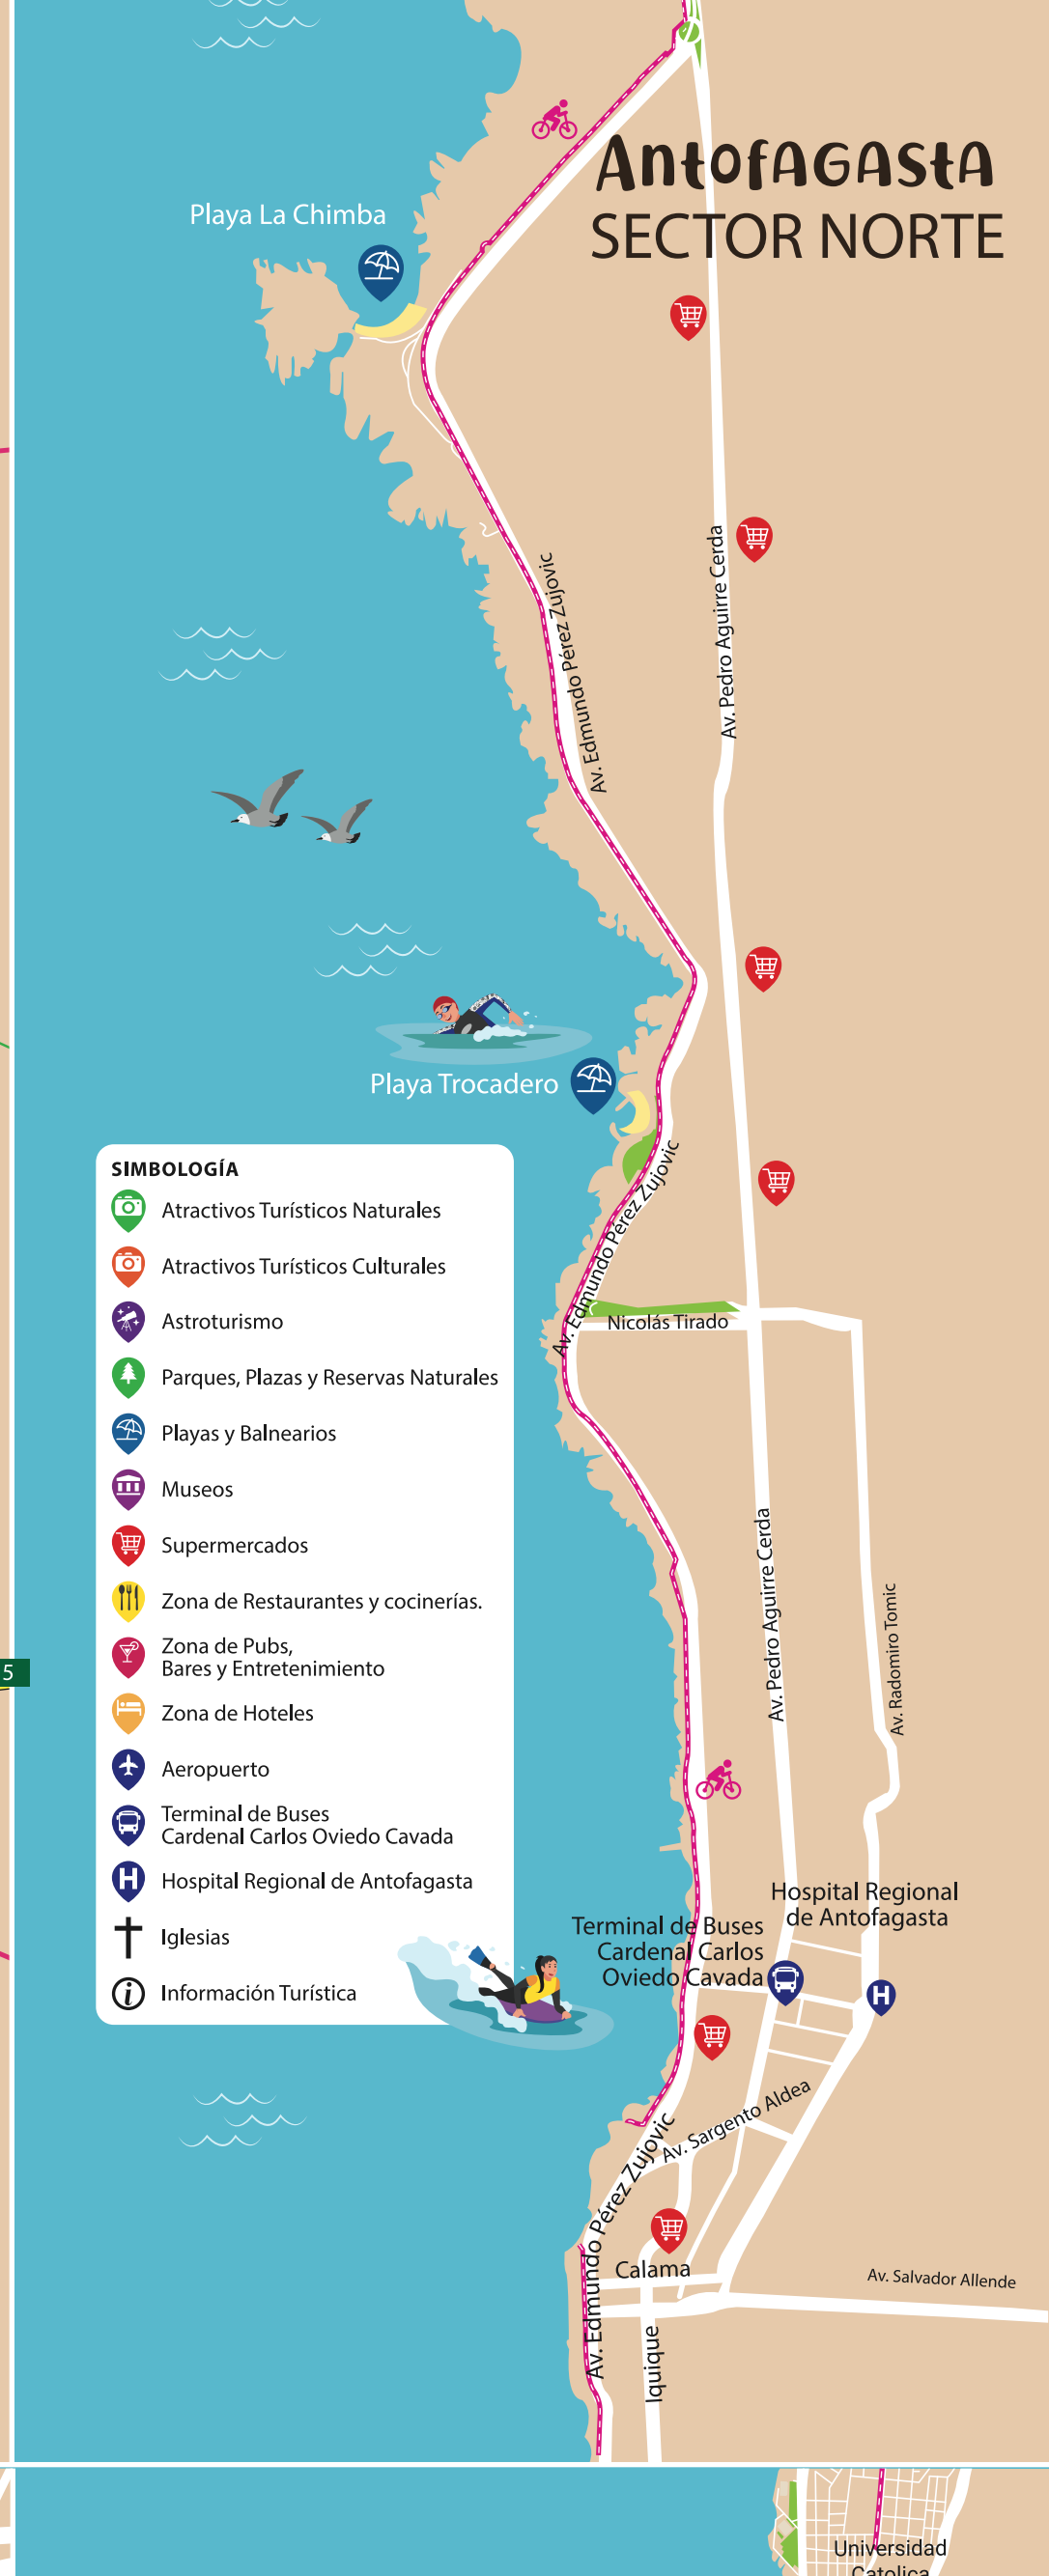 Antofagasta
SECTOR NORTE
Playa La Chimba
Av. Edmundo Pérez Zujovic
Av. Pedro Aguirre Cerda
Playa Trocadero
Av. Edmundo Pérez Zujovic
Nicolás Tirado
SIMBOLOGÍA
Atractivos Turísticos Naturales
Atractivos Turísticos Culturales
Astroturismo
Parques, Plazas y Reservas Naturales
Playas y Balnearios
Museos
Supermercados
Zona de Restaurantes y cocinerías.
Zona de Pubs,
Bares y Entretenimiento
Zona de Hoteles
Aeropuerto
Terminal de Buses
Cardenal Carlos Oviedo Cavada
H
Hospital Regional de Antofagasta
Iglesias
i
Información Turística
5
Av. Pedro Aguirre Cerda
Av. Radomiro Tomic
Hospital Regional
de Antofagasta
Terminal de Buses
Cardenal Carlos
Oviedo Cavada
H
Av. Sargento Aldea
Av. Edmundo Pérez Zujovic
Calama
Av. Salvador Allende
Iquique
Universidad
Catolica